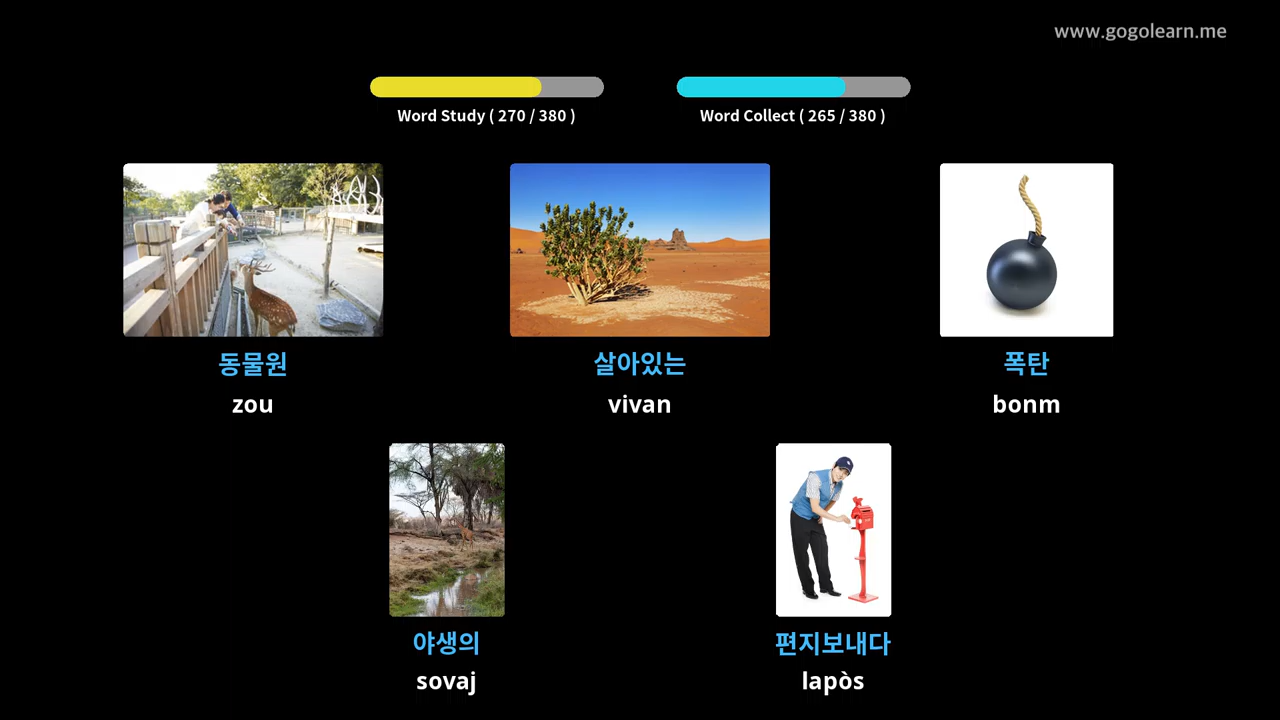 www.gogolearn.me
Word Study ( 270 / 380 )
Word Collect ( 265 / 380 )
동물원
zou
살아있는
vivan
폭탄
bonm
야생의
sovaj
편지보내다
lapòs